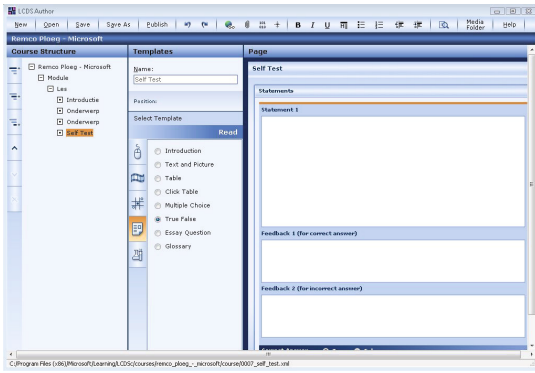 LCDS Author
New Open Save Save As Publish B I U Media Folder Help
Remco Ploeg - Microsoft
Course Structure
Remco Ploeg - Microsoft
Module
Les
Introductie
Onderwerp
Onderwerp
Self Test
Templates
Name:
Self Test
Position:
Select Template
Read
Introduction
Text and Picture
Table
Click Table
Multiple Choice
True False
Essay Question
Glossary
Page
Self Test
Statements
Statement 1
Feedback 1 (for correct answer)
Feedback 2 (for incorrect answer)
C:/Program Files (x86)/Microsoft/Learning/LCDSc/courses/remco_ploeg_-_microsoft/course/0007_self_test.xml